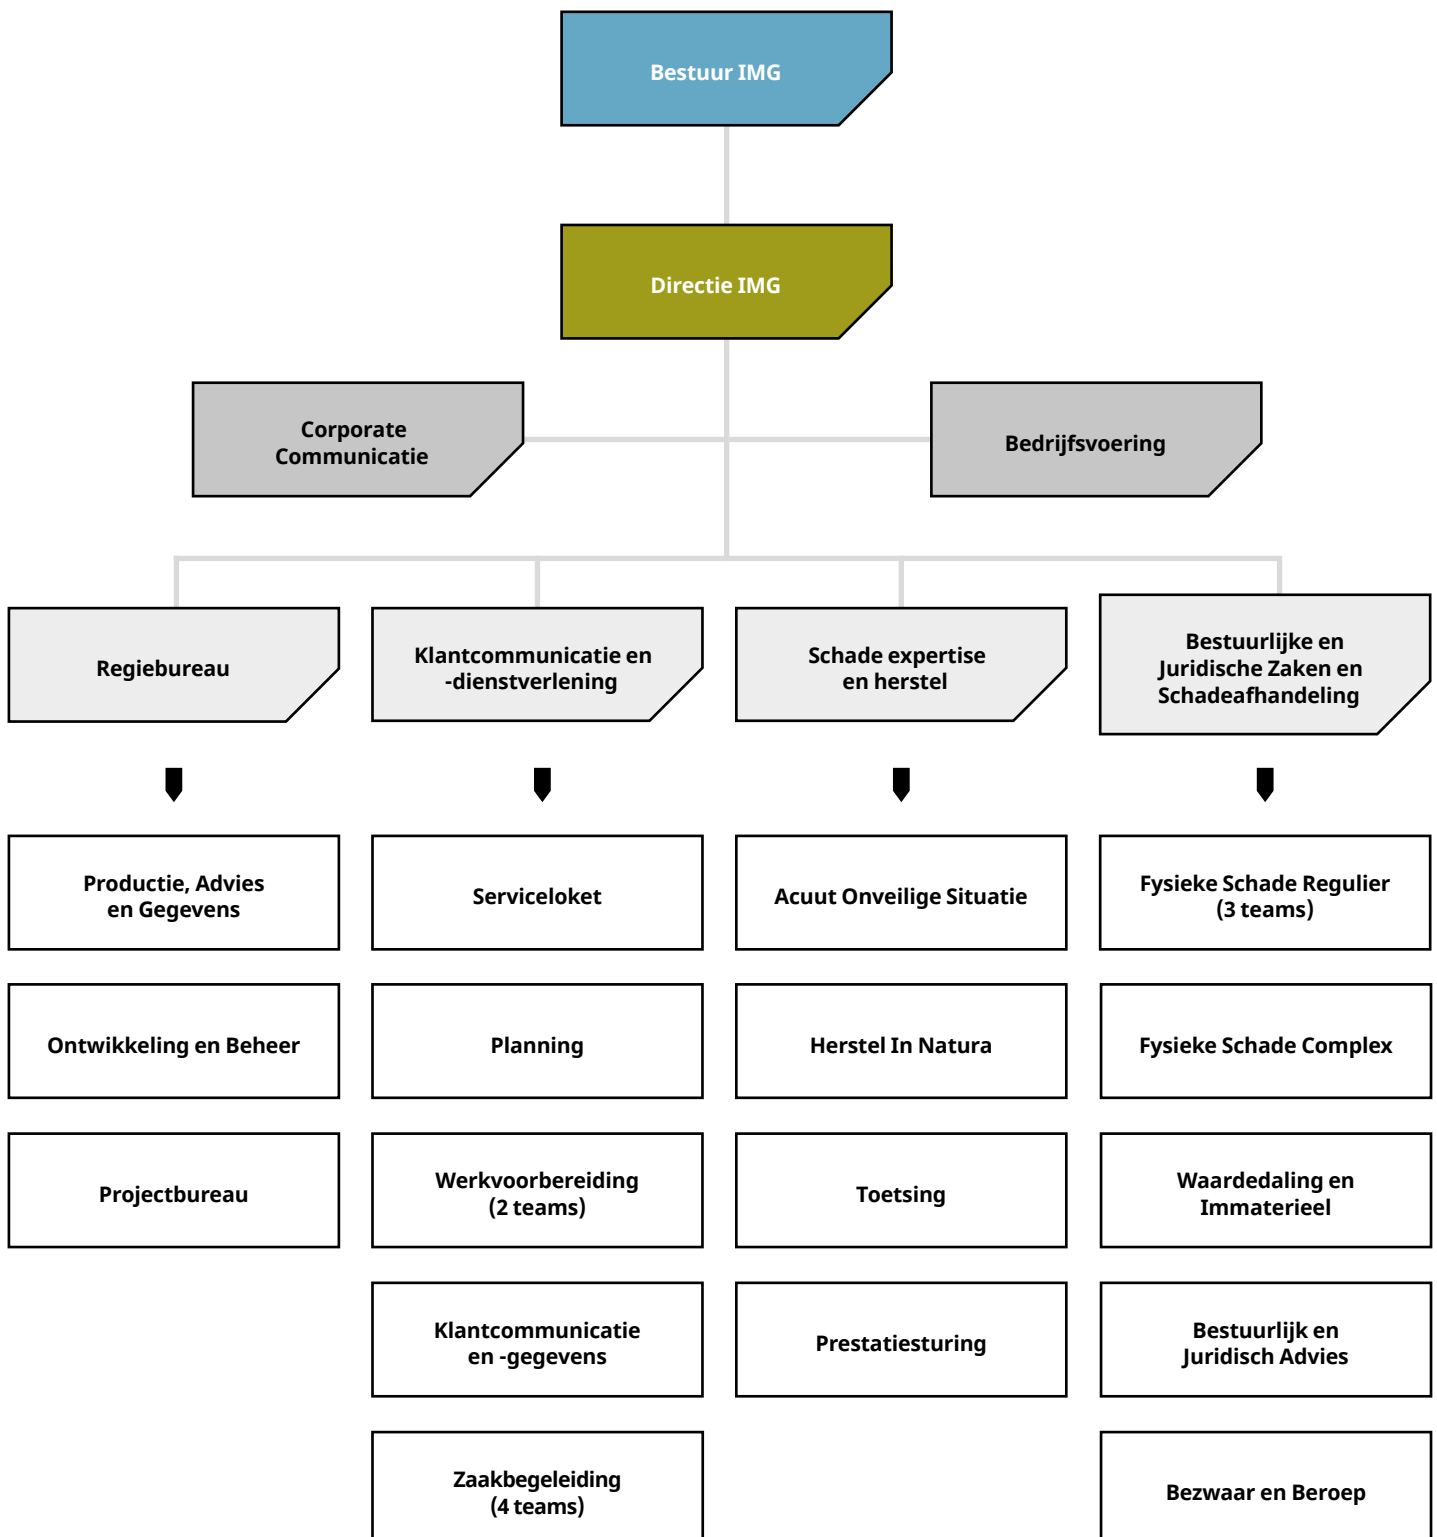 Bestuur IMG
Directie IMG
Corporate
Communicatie
Bedrijfsvoering
Regiebureau
Klantcommunicatie en
-dienstverlening
Schade expertise
en herstel
Bestuurlijke en
Juridische Zaken en
Schadeafhandeling
Productie, Advies
en Gegevens
Serviceloket
Acuut Onveilige Situatie
Fysieke Schade Regulier
(3 teams)
Ontwikkeling en Beheer
Planning
Herstel In Natura
Fysieke Schade Complex
Projectbureau
Werkvoorbereiding
(2 teams)
Toetsing
Waardedaling en
Immaterieel
Klantcommunicatie
en -gegevens
Prestatiesturing
Bestuurlijk en
Juridisch Advies
Zaakbegeleiding
(4 teams)
Bezwaar en Beroep